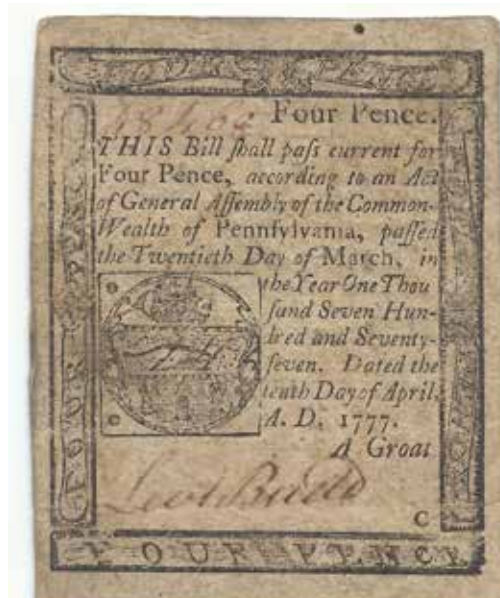 FOUR PENCE
Four Pence.
THIS Bill ſhall paſs current for
Four Pence, according to an Act
of General Aſſembly of the Common-
Wealth of Pennſylvania, paſſed
the Twentieth Day of March, in
the Year One Thou
ſand Seven Hun-
dred and Seventy-
ſeven. Dated the
tenth Day of April,
A. D. 1777.
A Groat
C
FOUR PENCE